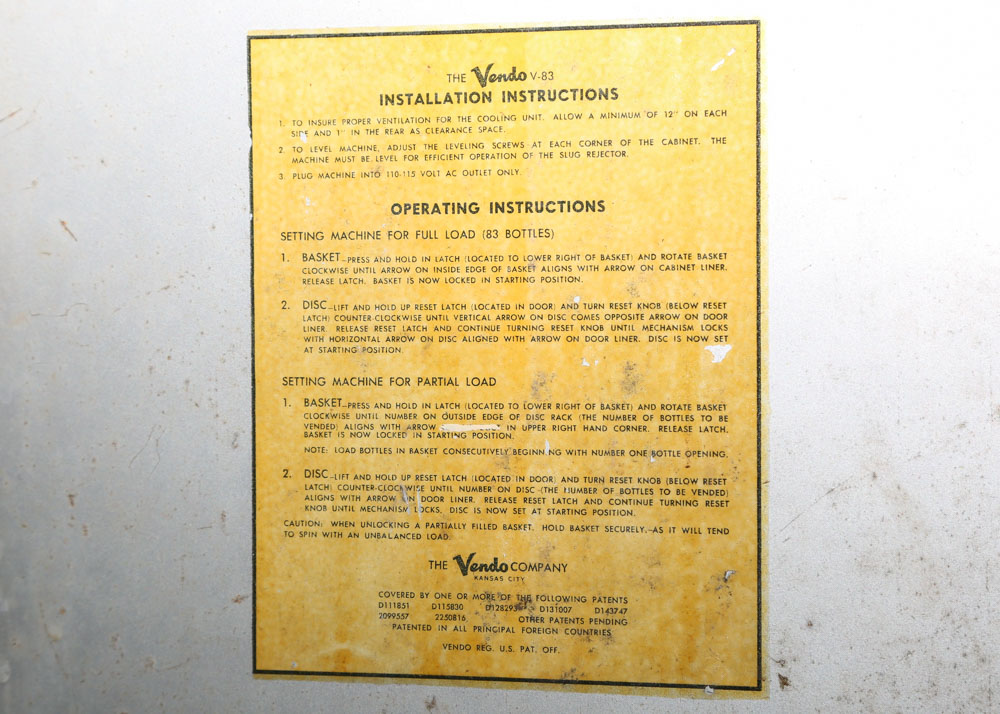 THE Vendo V-83
INSTALLATION INSTRUCTIONS
1. TO INSURE PROPER VENTILATION FOR THE COOLING UNIT. ALLOW A MINIMUM OF 12" ON EACH
SIDE AND 1" IN THE REAR AS CLEARANCE SPACE.
2. TO LEVEL MACHINE, ADJUST THE LEVELING SCREWS AT EACH CORNER OF THE CABINET. THE
MACHINE MUST BE LEVEL FOR EFFICIENT OPERATION OF THE SLUG REJECTOR.
3. PLUG MACHINE INTO 110-115 VOLT AC OUTLET ONLY.
OPERATING INSTRUCTIONS
SETTING MACHINE FOR FULL LOAD (83 BOTTLES)
1. BASKET—PRESS AND HOLD IN LATCH (LOCATED TO LOWER RIGHT OF BASKET) AND ROTATE BASKET
CLOCKWISE UNTIL ARROW ON INSIDE EDGE OF BASKET ALIGNS WITH ARROW ON CABINET LINER.
RELEASE LATCH. BASKET IS NOW LOCKED IN STARTING POSITION.
2. DISC—LIFT AND HOLD UP RESET LATCH (LOCATED IN DOOR) AND TURN RESET KNOB (BELOW RESET
LATCH) COUNTER-CLOCKWISE UNTIL VERTICAL ARROW ON DISC COMES OPPOSITE ARROW ON DOOR
LINER. RELEASE RESET LATCH AND CONTINUE TURNING RESET KNOB UNTIL MECHANISM LOCKS
WITH HORIZONTAL ARROW ON DISC ALIGNED WITH ARROW ON DOOR LINER. DISC IS NOW SET
AT STARTING POSITION.
SETTING MACHINE FOR PARTIAL LOAD
1. BASKET—PRESS AND HOLD IN LATCH (LOCATED TO LOWER RIGHT OF BASKET) AND ROTATE BASKET
CLOCKWISE UNTIL NUMBER ON OUTSIDE EDGE OF DISC RACK (THE NUMBER OF BOTTLES TO BE
VENDED) ALIGNS WITH ARROW IN UPPER RIGHT HAND CORNER. RELEASE LATCH.
BASKET IS NOW LOCKED IN STARTING POSITION.
NOTE: LOAD BOTTLES IN BASKET CONSECUTIVELY BEGINNING WITH NUMBER ONE BOTTLE OPENING.
2. DISC—LIFT AND HOLD UP RESET LATCH (LOCATED IN DOOR) AND TURN RESET KNOB (BELOW RESET
LATCH) COUNTER-CLOCKWISE UNTIL NUMBER ON DISC (THE NUMBER OF BOTTLES TO BE VENDED)
ALIGNS WITH ARROW ON DOOR LINER. RELEASE RESET LATCH AND CONTINUE TURNING RESET
KNOB UNTIL MECHANISM LOCKS. DISC IS NOW SET AT STARTING POSITION.
CAUTION: WHEN UNLOCKING A PARTIALLY FILLED BASKET, HOLD BASKET SECURELY,—AS IT WILL TEND
TO SPIN WITH AN UNBALANCED LOAD.
THE Vendo COMPANY
KANSAS CITY
COVERED BY ONE OR MORE OF THE FOLLOWING PATENTS
D111851 D115830 D128293 D131007 D143747
2099557 2250816 OTHER PATENTS PENDING
PATENTED IN ALL PRINCIPAL FOREIGN COUNTRIES
VENDO REG. U.S. PAT. OFF.